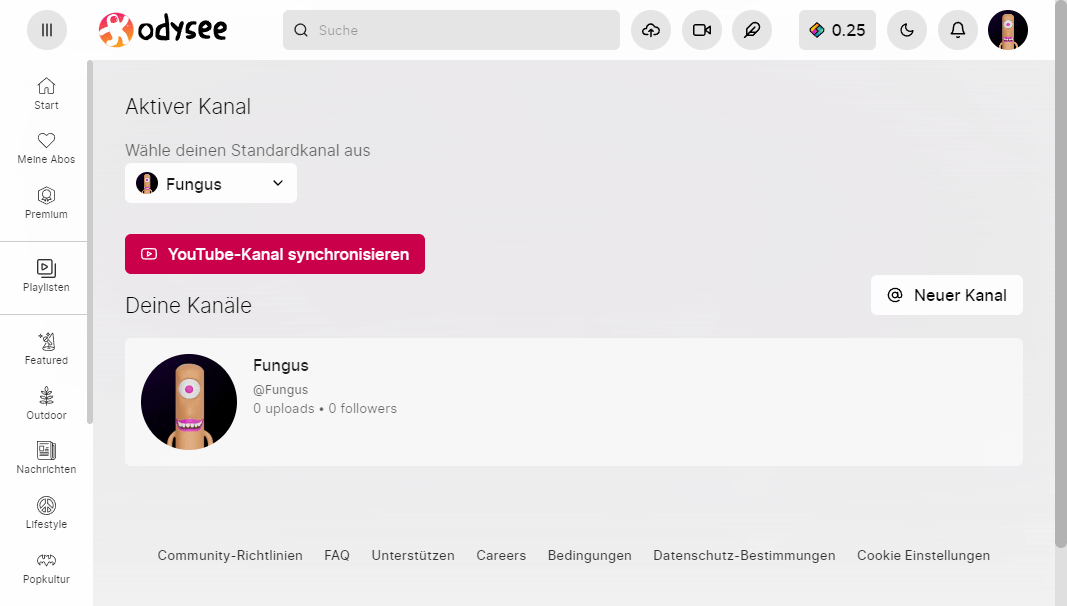 odysee
Suche
0.25
Start
Meine Abos
Premium
Playlisten
Featured
Outdoor
Nachrichten
Lifestyle
Popkultur
Aktiver Kanal
Wähle deinen Standardkanal aus
Fungus
YouTube-Kanal synchronisieren
Deine Kanäle
Neuer Kanal
Fungus
@Fungus
0 uploads • 0 followers
Community-Richtlinien FAQ Unterstützen Careers Bedingungen Datenschutz-Bestimmungen Cookie Einstellungen